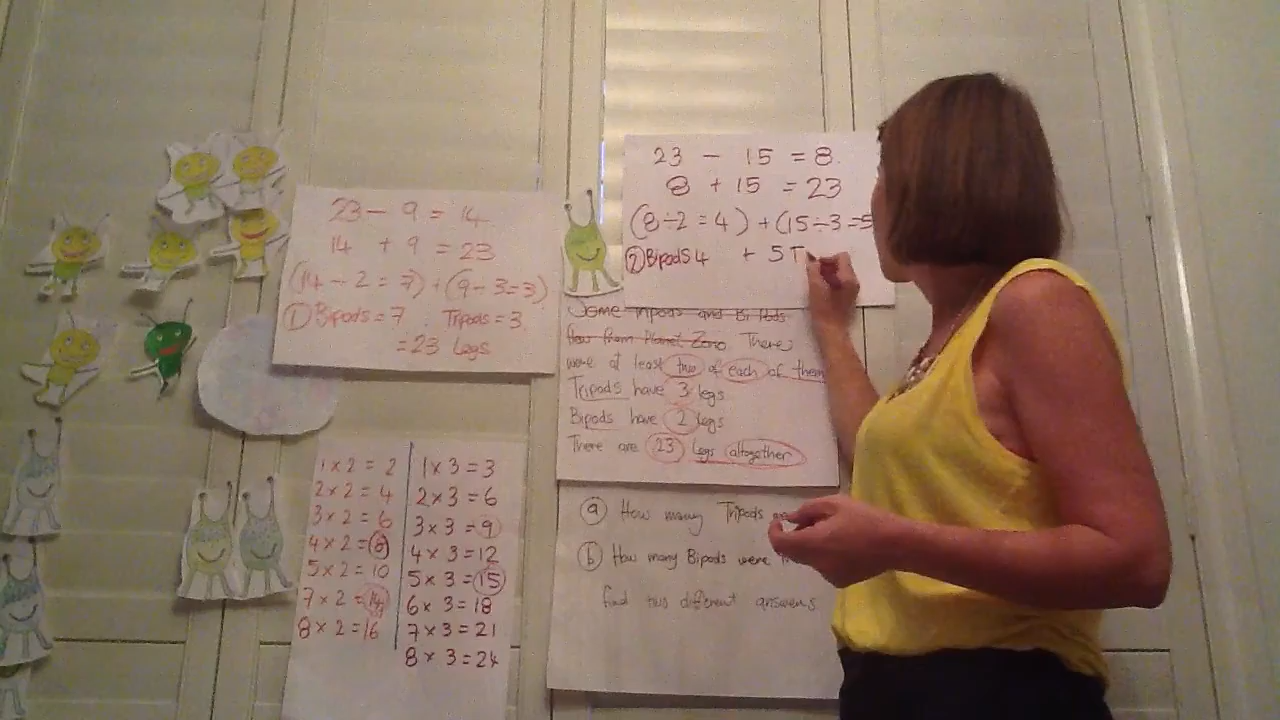 23 - 9 = 14
14 + 9 = 23
(14 - 2 = 7) + (9 - 3 = 3)
① Bipods = 7 Tripods = 3
= 23 Legs
23 - 15 = 8
8 + 15 = 23
(8 ÷ 2 = 4) + (15 ÷ 3 = 5
② Bipods 4 + 5 T
Some Tripods and Bi Pods
flew from Planet Zeno. There
were at least two of each of them
Tripods have 3 legs
Bipods have 2 legs
There are 23 legs altogether
ⓐ How many Tripods
ⓑ How many Bipods were
find two different answers
1 × 2 = 2
2 × 2 = 4
3 × 2 = 6
4 × 2 = 8
5 × 2 = 10
7 × 2 = 14
8 × 2 = 16
1 × 3 = 3
2 × 3 = 6
3 × 3 = 9
4 × 3 = 12
5 × 3 = 15
6 × 3 = 18
7 × 3 = 21
8 × 3 = 24